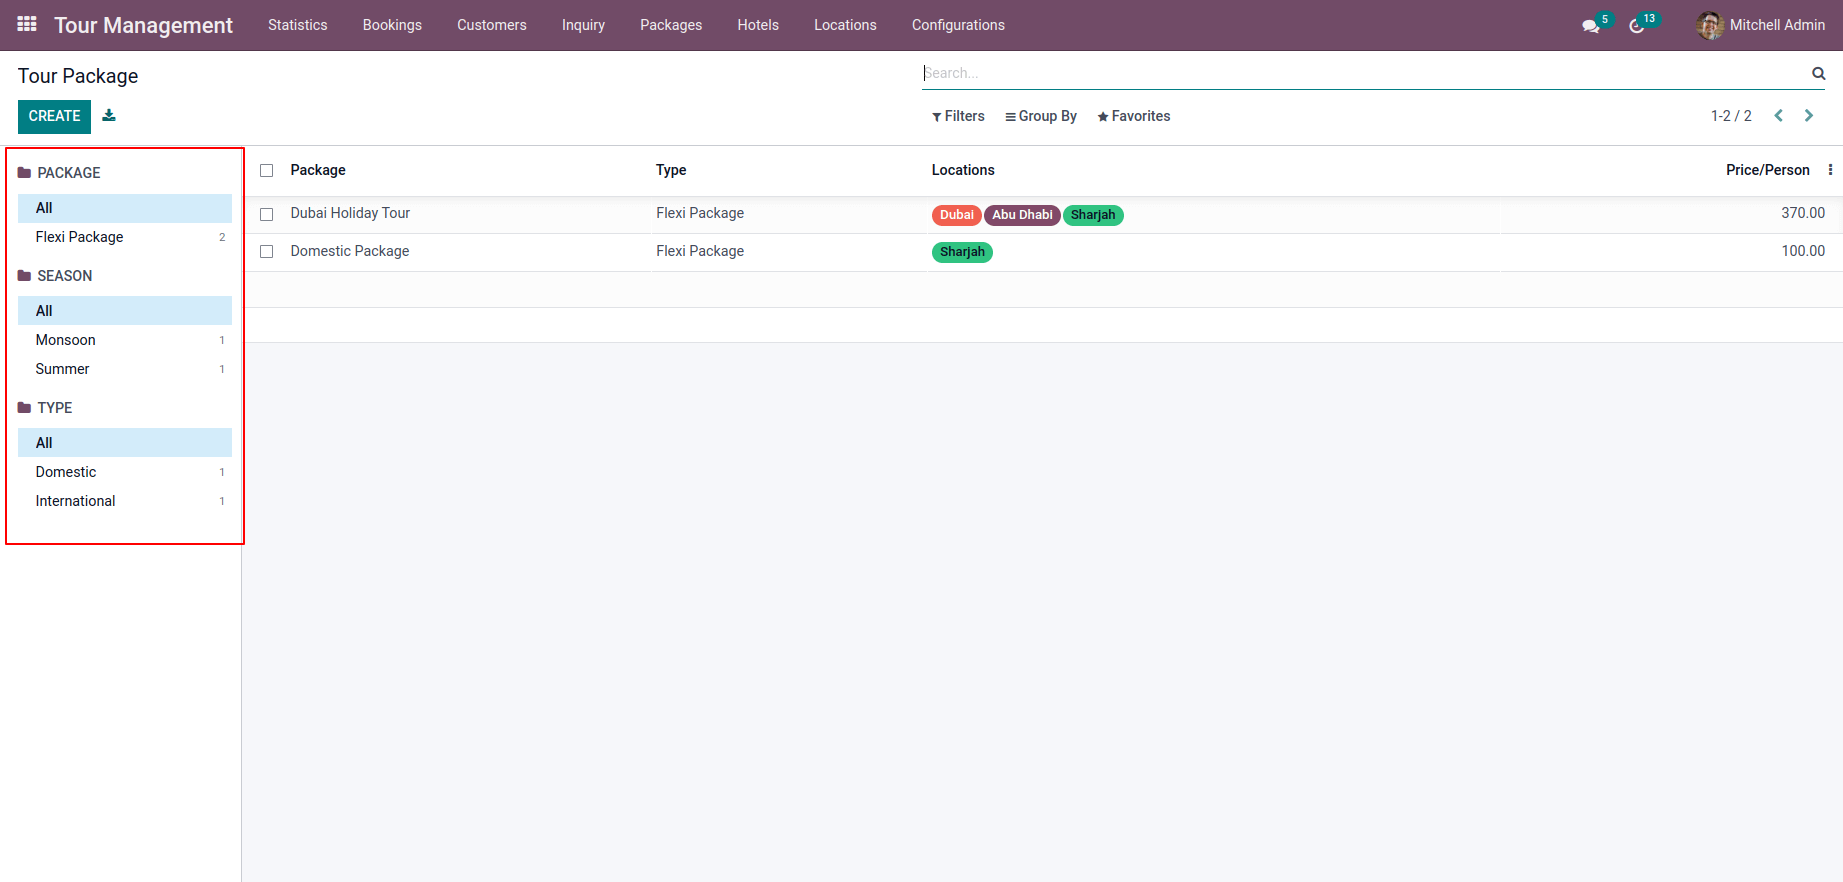 Tour Management Statistics Bookings Customers Inquiry Packages Hotels Locations Configurations 5 13 Mitchell Admin
Tour Package
Search...
CREATE
Filters Group By Favorites
1-2 / 2
PACKAGE
All
Flexi Package 2
SEASON
All
Monsoon 1
Summer 1
TYPE
All
Domestic 1
International 1
Package Type Locations Price/Person
Dubai Holiday Tour Flexi Package Dubai Abu Dhabi Sharjah 370.00
Domestic Package Flexi Package Sharjah 100.00